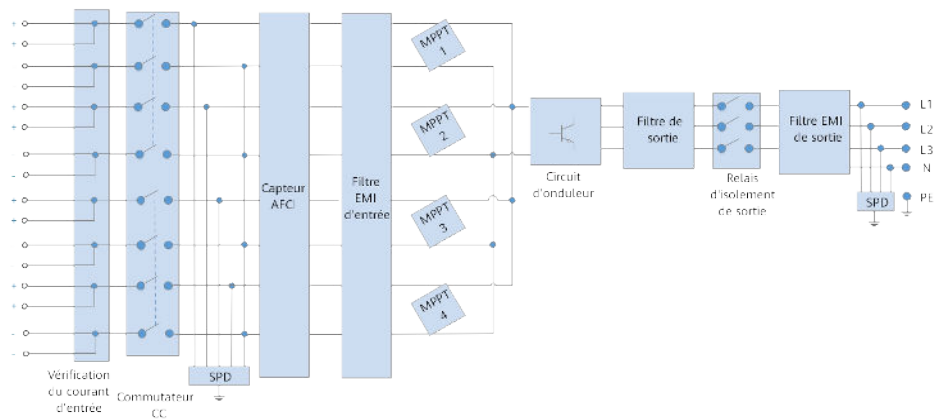 +
+
+
+
-
-
+
+
+
+
-
-
Vérification
du courant
d'entrée
Commutateur
CC
SPD
Capteur
AFCI
Filtre
EMI
d'entrée
MPPT
1
MPPT
2
MPPT
3
MPPT
4
Circuit
d'onduleur
Filtre de
sortie
Relais
d'isolement
de sortie
Filtre EMI
de sortie
L1
L2
L3
N
PE
SPD